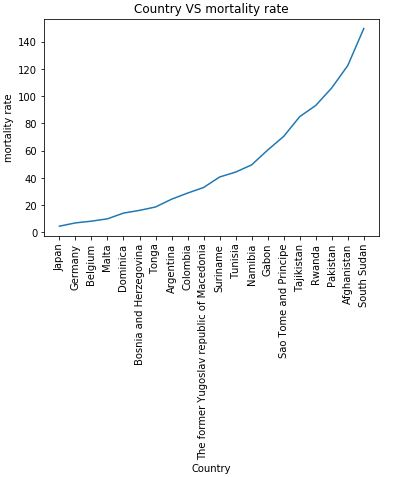 Country VS mortality rate
mortality rate
140
120
100
80
60
40
20
0
Japan
Germany
Belgium
Malta
Dominica
Bosnia and Herzegovina
Tonga
Argentina
Colombia
The former Yugoslav republic of Macedonia
Suriname
Tunisia
Namibia
Gabon
Sao Tome and Principe
Tajikistan
Rwanda
Pakistan
Afghanistan
South Sudan
Country